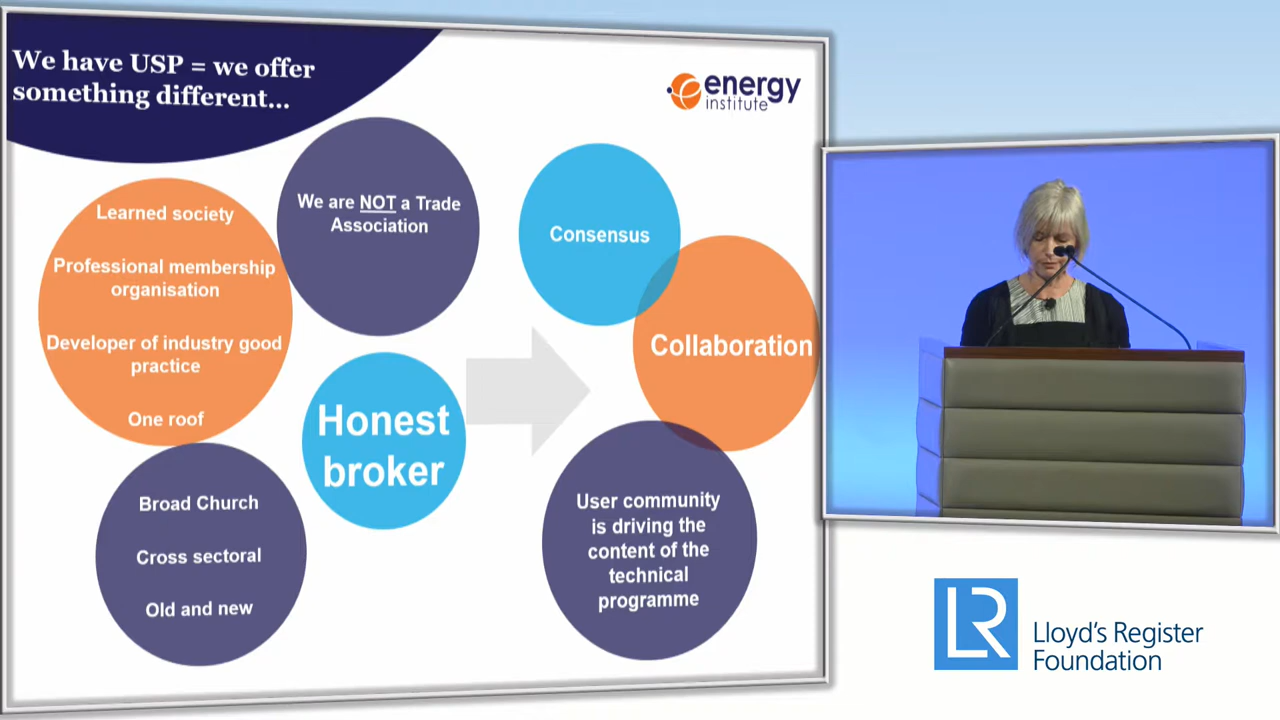 We have USP = we offer
something different...
energy
institute
Learned society
Professional membership
organisation
Developer of industry good
practice
One roof
We are NOT a Trade
Association
Honest
broker
Broad Church
Cross sectoral
Old and new
Consensus
Collaboration
User community
is driving the
content of the
technical
programme
LR
Lloyd's Register
Foundation